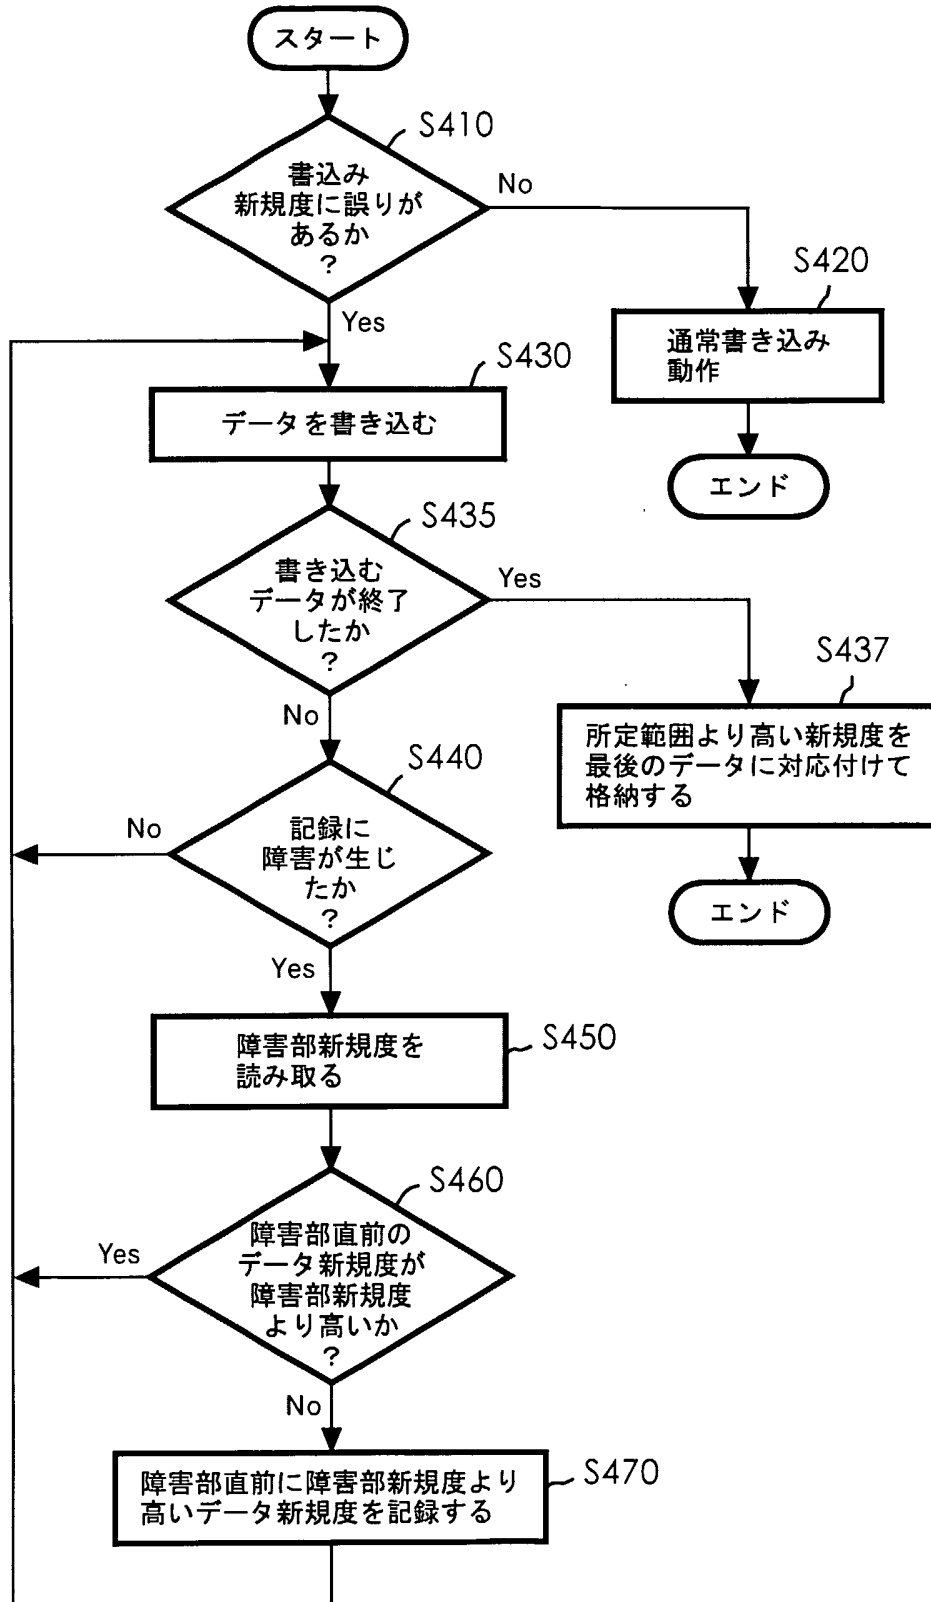 スタート
S410
書込み
新規度に誤りが
あるか
?
No
Yes
S420
通常書き込み
動作
エンド
S430
データを書き込む
S435
書き込む
データが終了
したか
?
Yes
No
S437
所定範囲より高い新規度を
最後のデータに対応付けて
格納する
エンド
S440
記録に
障害が生じ
たか
?
No
Yes
S450
障害部新規度を
読み取る
S460
障害部直前の
データ新規度が
障害部新規度
より高いか
?
Yes
No
S470
障害部直前に障害部新規度より
高いデータ新規度を記録する